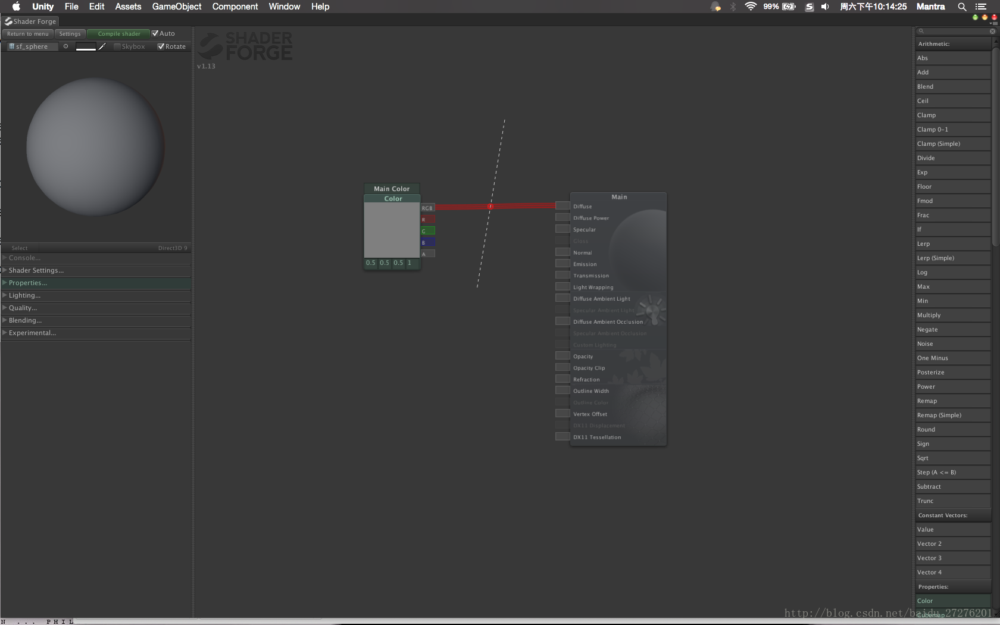 Unity File Edit Assets GameObject Component Window Help 99% 周六下午10:14:25 Mantra
Shader Forge
Return to menu Settings Compile shader Auto
sf_sphere Skybox Rotate
Select Direct3D 9
Console...
Shader Settings...
Properties...
Lighting...
Quality...
Blending...
Experimental...
SHADER
FORGE
v1.13
Main Color
Color
RGB
R
G
B
A
0.5 0.5 0.5 1
Main
Diffuse
Diffuse Power
Specular
Gloss
Normal
Emission
Transmission
Light Wrapping
Diffuse Ambient Light
Specular Ambient Light
Diffuse Ambient Occlusion
Specular Ambient Occlusion
Custom Lighting
Opacity
Opacity Clip
Refraction
Outline Width
Outline Color
Vertex Offset
DX11 Displacement
DX11 Tessellation
Arithmetic:
Abs
Add
Blend
Ceil
Clamp
Clamp 0-1
Clamp (Simple)
Divide
Exp
Floor
Fmod
Frac
If
Lerp
Lerp (Simple)
Log
Max
Min
Multiply
Negate
Noise
One Minus
Posterize
Power
Remap
Remap (Simple)
Round
Sign
Sqrt
Step (A <= B)
Subtract
Trunc
Constant Vectors:
Value
Vector 2
Vector 3
Vector 4
Properties:
Color
Cubemap
http://blog.csdn.net/baidu_27276201
N ... PHIL